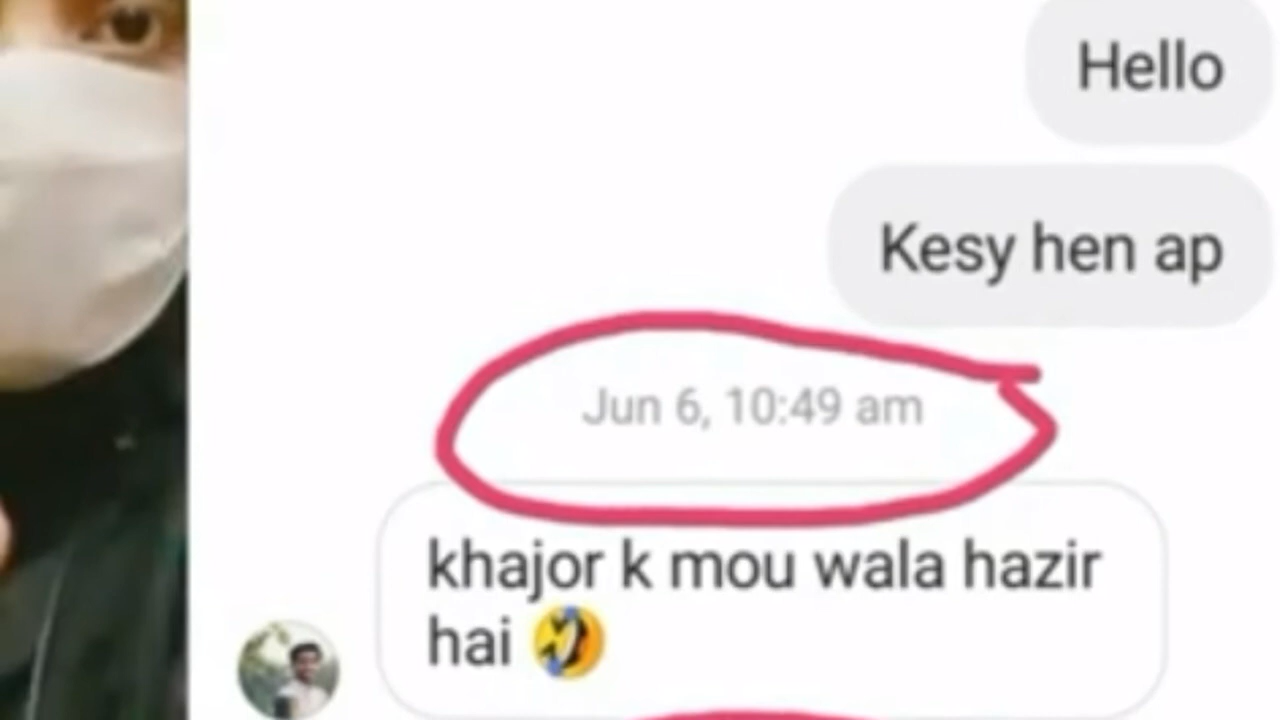 Hello
Kesy hen ap
Jun 6, 10:49 am
khajor k mou wala hazir
hai 🤣